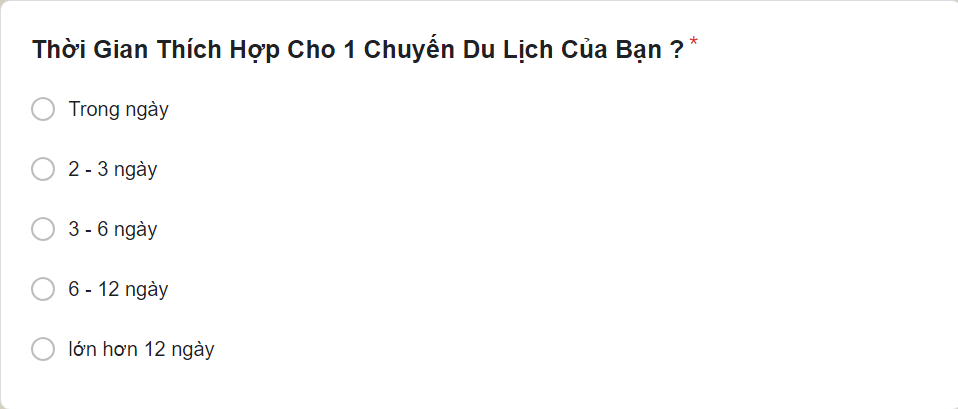 Thời Gian Thích Hợp Cho 1 Chuyến Du Lịch Của Bạn ? *
Trong ngày
2 - 3 ngày
3 - 6 ngày
6 - 12 ngày
lớn hơn 12 ngày